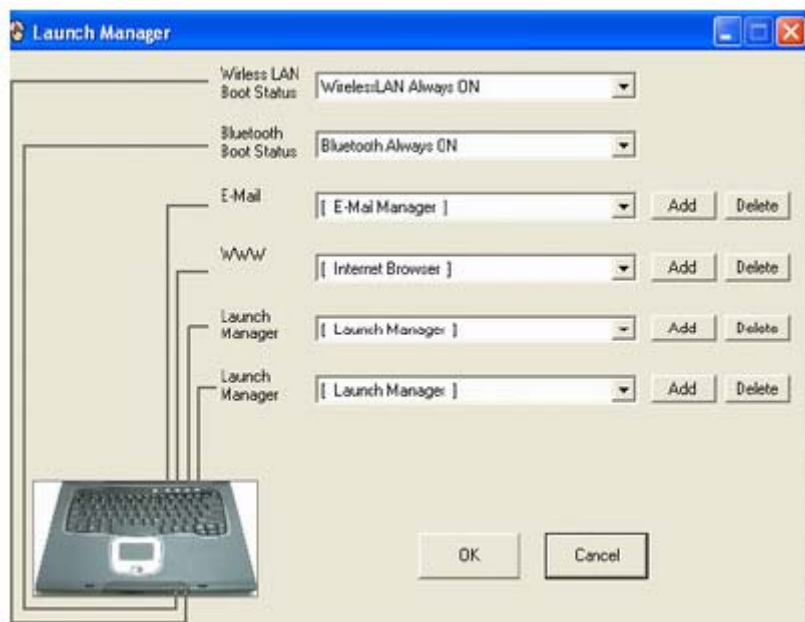 Launch Manager
Wirless LAN
Boot Status
WirelessLAN Always ON
Bluetooth
Boot Status
Bluetooth Always ON
E-Mail
[ E-Mail Manager ]
Add
Delete
WWW
[ Internet Browser ]
Add
Delete
Launch
Manager
[ Launch Manager ]
Add
Delete
Launch
Manager
[ Launch Manager ]
Add
Delete
OK
Cancel